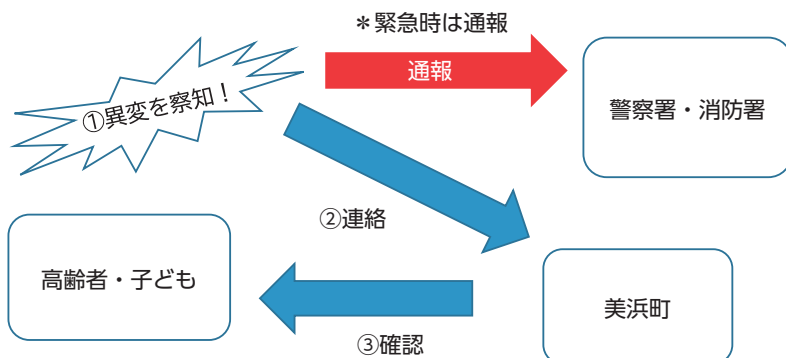 ＊緊急時は通報
通報
①異変を察知！
警察署・消防署
②連絡
高齢者・子ども
美浜町
③確認